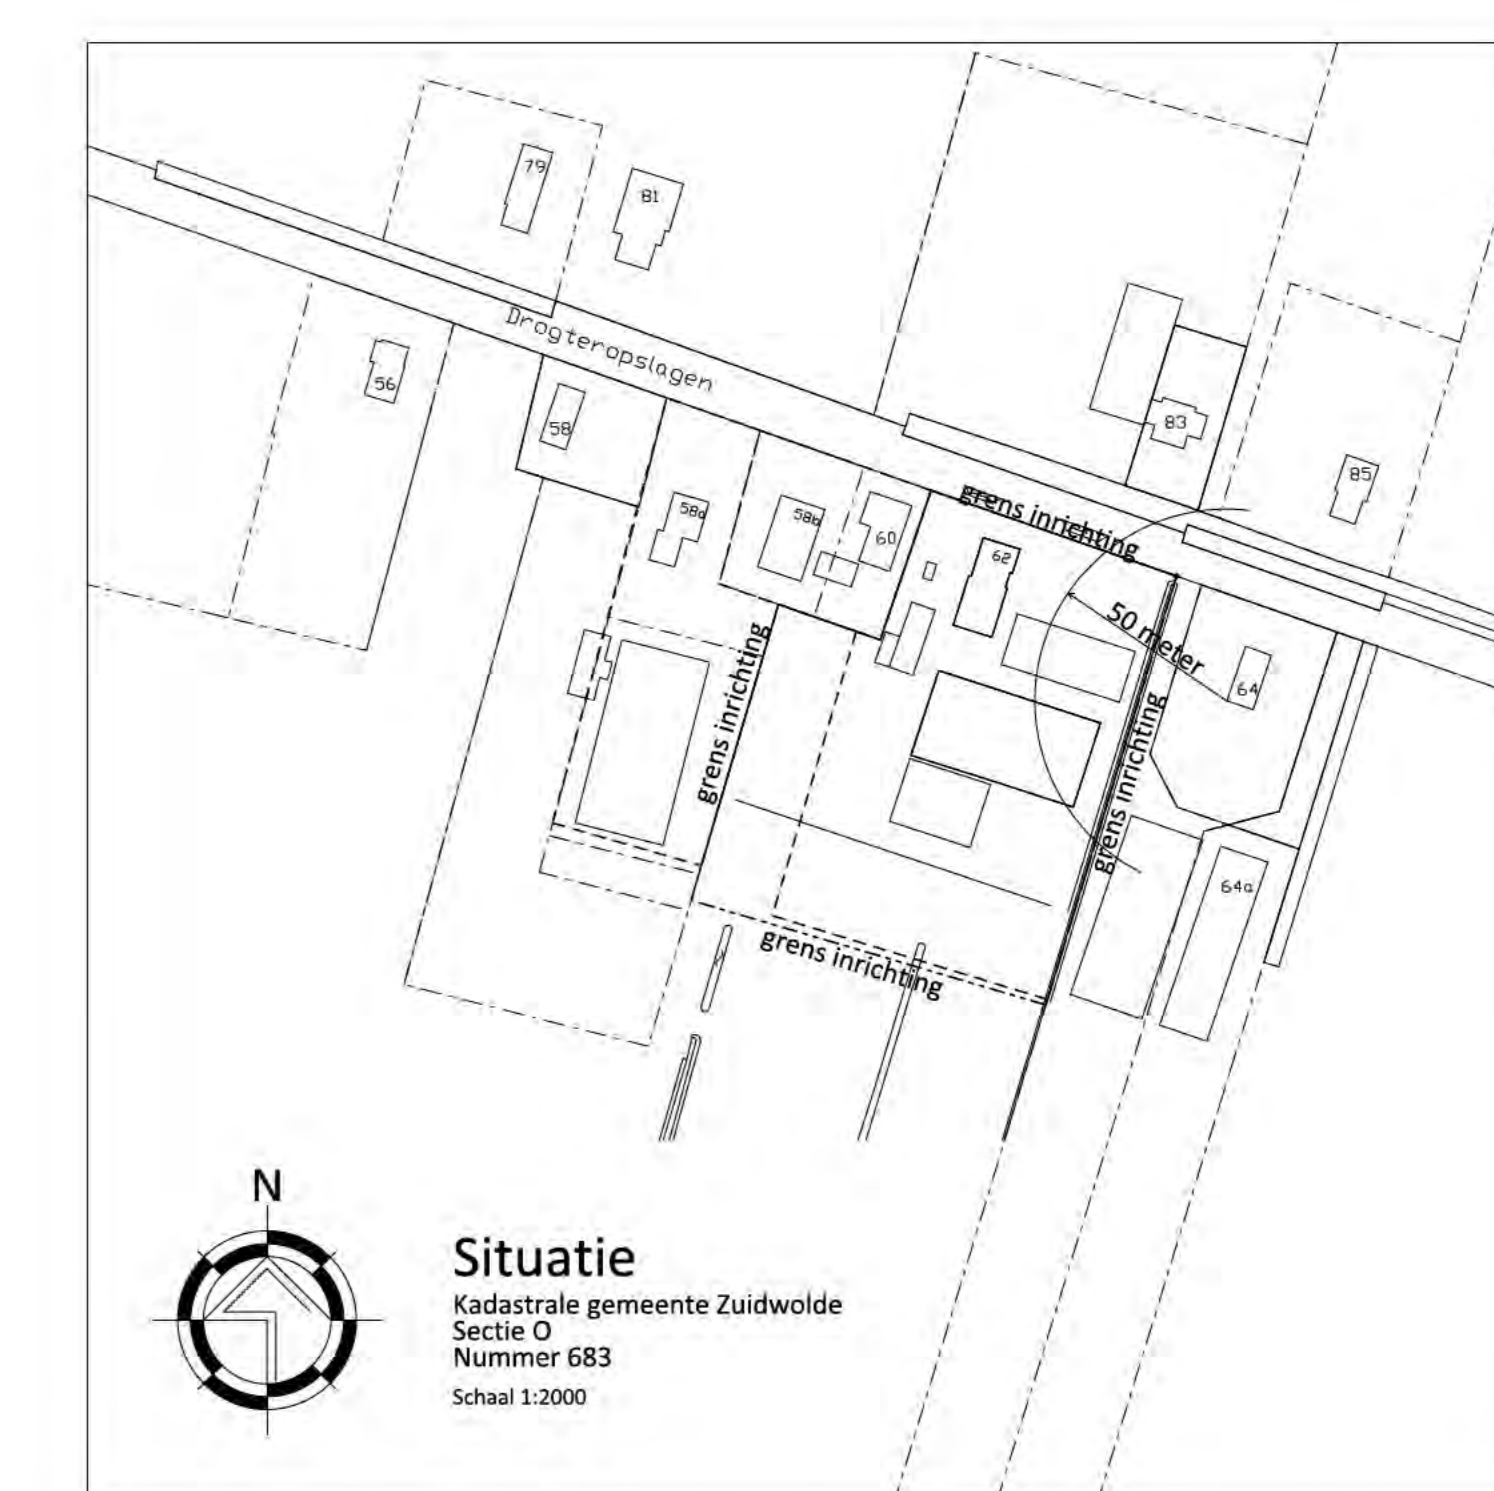 79
81
Drogteropslagen
56
58
83
85
58a
58b
60
grens inrichting
62
50 meter
64
grens inrichting
grens inrichting
64a
grens inrichting
N
Situatie
Kadastrale gemeente Zuidwolde
Sectie O
Nummer 683
Schaal 1:2000